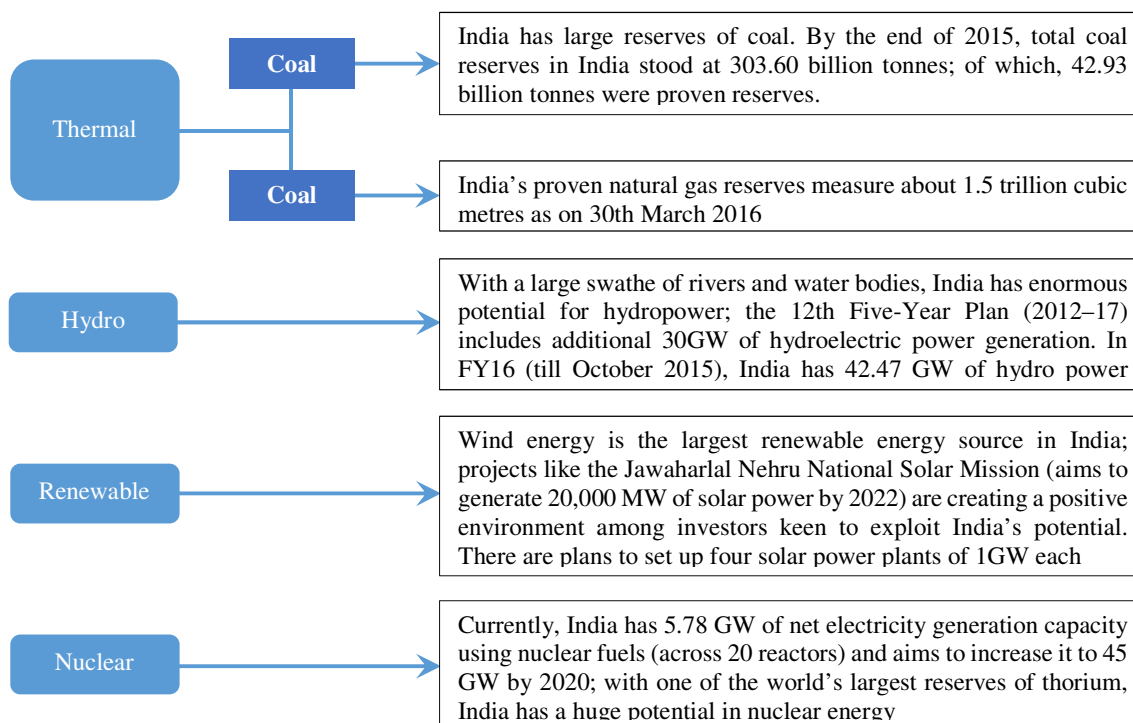 Thermal
Coal
India has large reserves of coal. By the end of 2015, total coal
reserves in India stood at 303.60 billion tonnes; of which, 42.93
billion tonnes were proven reserves.
Coal
India's proven natural gas reserves measure about 1.5 trillion cubic
metres as on 30th March 2016
Hydro
With a large swathe of rivers and water bodies, India has enormous
potential for hydropower; the 12th Five-Year Plan (2012–17)
includes additional 30GW of hydroelectric power generation. In
FY16 (till October 2015), India has 42.47 GW of hydro power
Renewable
Wind energy is the largest renewable energy source in India;
projects like the Jawaharlal Nehru National Solar Mission (aims to
generate 20,000 MW of solar power by 2022) are creating a positive
environment among investors keen to exploit India's potential.
There are plans to set up four solar power plants of 1GW each
Nuclear
Currently, India has 5.78 GW of net electricity generation capacity
using nuclear fuels (across 20 reactors) and aims to increase it to 45
GW by 2020; with one of the world's largest reserves of thorium,
India has a huge potential in nuclear energy